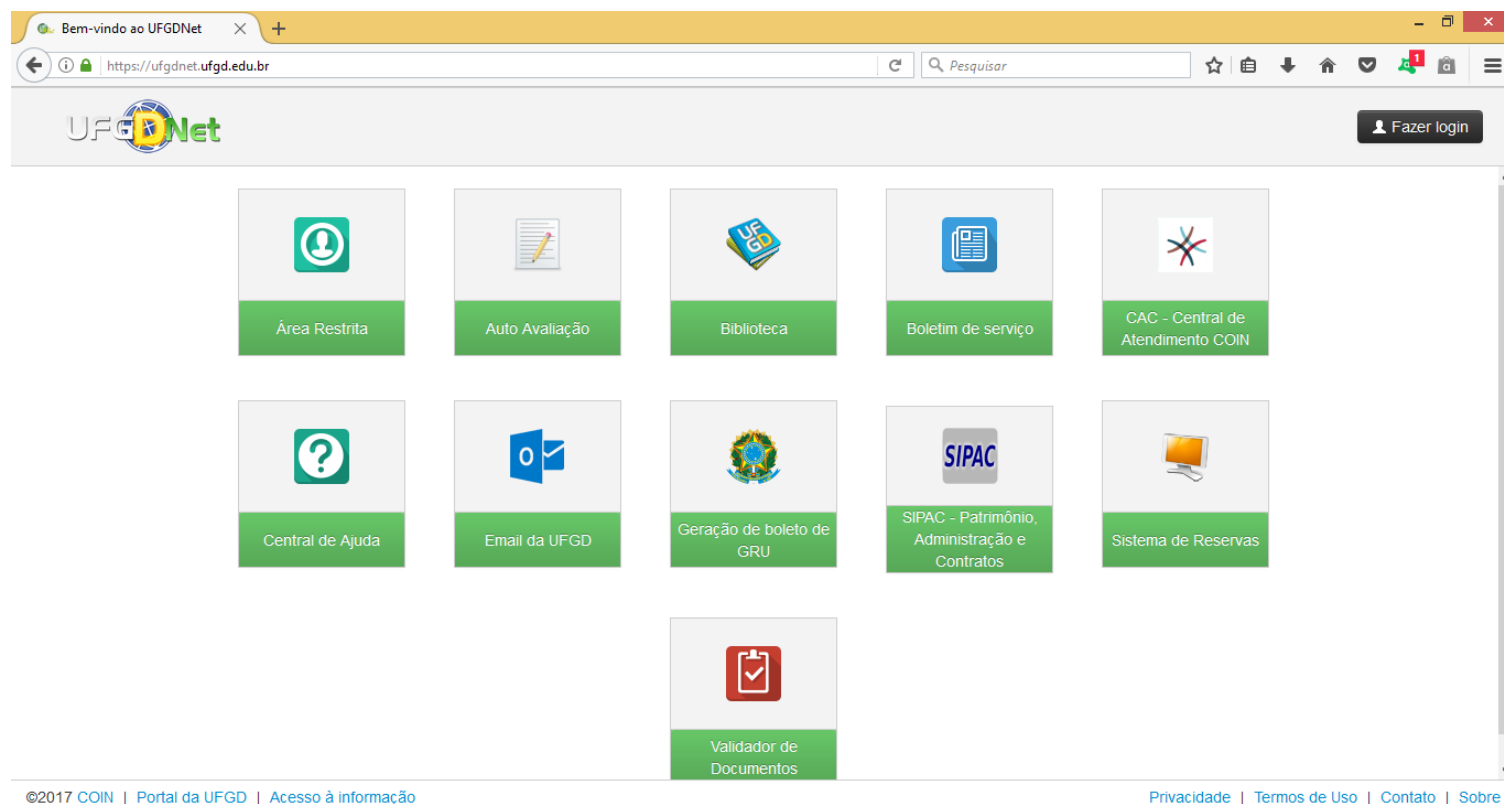 Bem-vindo ao UFGDNet
https://ufgdnet.ufgd.edu.br
Pesquisar
1
UFGDNet
Fazer login
UFGD
Área Restrita
Auto Avaliação
Biblioteca
Boletim de serviço
CAC - Central de
Atendimento COIN
SIPAC
Central de Ajuda
Email da UFGD
Geração de boleto de
GRU
SIPAC - Patrimônio,
Administração e
Contratos
Sistema de Reservas
Validador de
Documentos
©2017 COIN | Portal da UFGD | Acesso à informação
Privacidade | Termos de Uso | Contato | Sobre